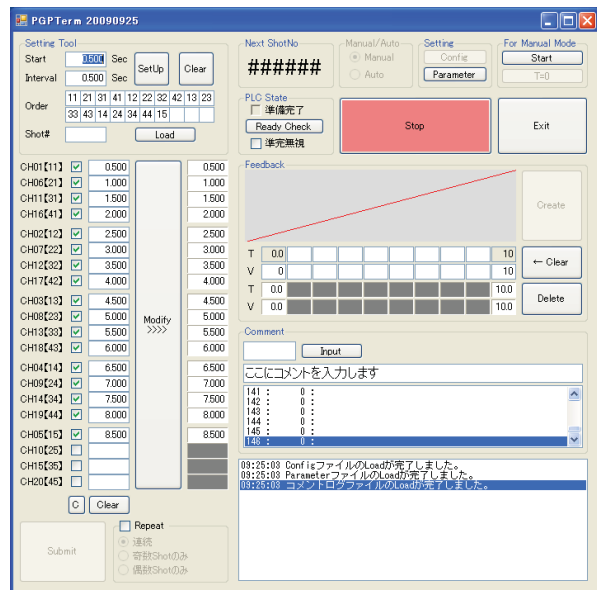 PGPTerm 20090925
Setting Tool
Start 0.500 Sec
Interval 0.500 Sec
SetUp
Clear
Order
11 21 31 41 12 22 32 42 13 23
33 43 14 24 34 44 15
Shot#
Load
Next ShotNo
######
Manual/Auto
Manual
Auto
Setting
Config
Parameter
For Manual Mode
Start
T=0
PLC State
準備完了
Ready Check
準完無視
Stop
Exit
CH01【11】 0.500 0.500
CH06【21】 1.000 1.000
CH11【31】 1.500 1.500
CH16【41】 2.000 2.000
CH02【12】 2.500 2.500
CH07【22】 3.000 3.000
CH12【32】 3.500 3.500
CH17【42】 4.000 4.000
CH03【13】 4.500 4.500
CH08【23】 5.000 5.000
CH13【33】 5.500 5.500
CH18【43】 6.000 6.000
CH04【14】 6.500 6.500
CH09【24】 7.000 7.000
CH14【34】 7.500 7.500
CH19【44】 8.000 8.000
CH05【15】 8.500 8.500
CH10【25】
CH15【35】
CH20【45】
Modify
>>>>
C
Clear
Submit
Repeat
連続
奇数Shotのみ
偶数Shotのみ
Feedback
Create
T 0.0 10
V 0 10
← Clear
T 0.0 10.0
V 0.0 10.0
Delete
Comment
Input
ここにコメントを入力します
141 : 0 :
142 : 0 :
143 : 0 :
144 : 0 :
145 : 0 :
146 : 0 :
09:25:03 ConfigファイルのLoadが完了しました。
09:25:03 ParameterファイルのLoadが完了しました。
09:25:03 コメントログファイルのLoadが完了しました。